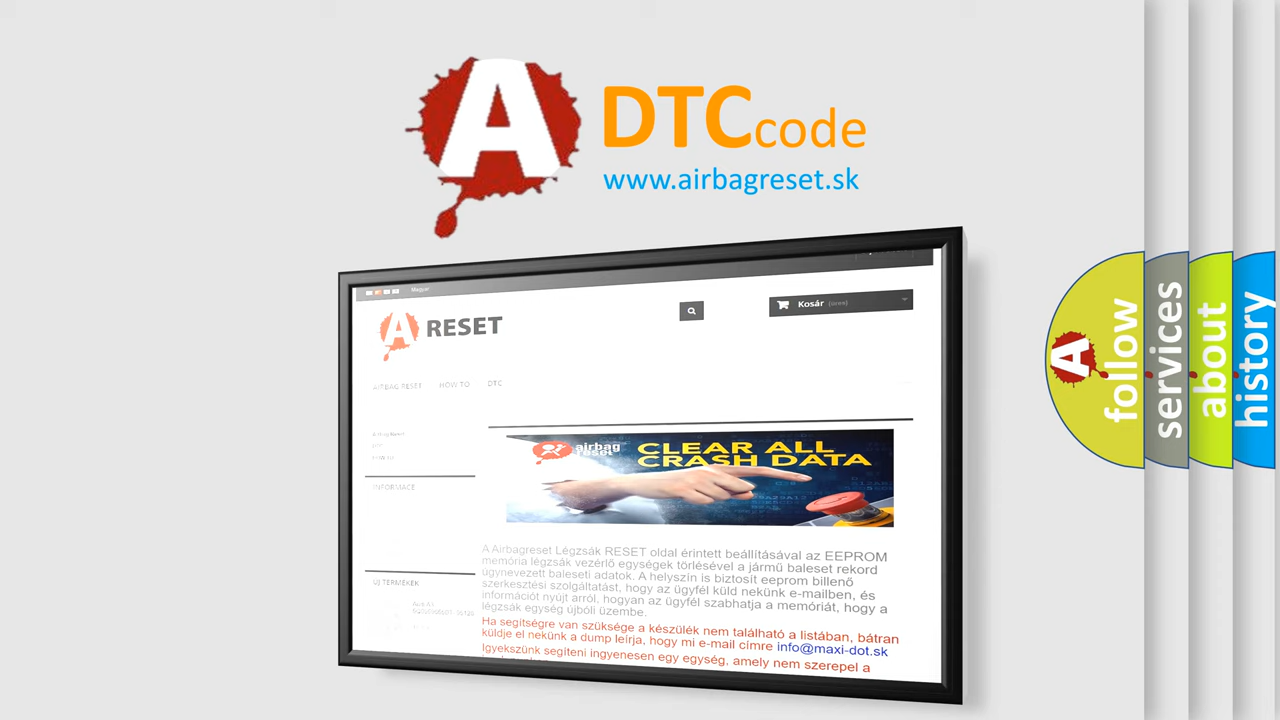 A DTCcode
www.airbagreset.sk
Magyar
Kosár (üres)
A RESET
AIRBAG RESET HOW TO DTC
airbag
reset
CLEAR ALL
CRASH DATA
INFORMACE
A Airbagreset Légzsák RESET oldal érintett beállításával az EEPROM
memória légzsák vezérlő egységek törlésével a jármű baleset rekord
úgynevezett baleseti adatok. A helyszín is biztosít eeprom billenő
szerkesztési szolgáltatást, hogy az ügyfél küld nekünk e-mailben, és
információt nyújt arról, hogyan az ügyfél szabhatja a memóriát, hogy a
légzsák egység újbóli üzembe.
ÚJ TERMÉKEK
Ha segítségre van szüksége a készülék nem található a listában, bátran
küldje el nekünk a dump leírja, hogy mi e-mail címre info@maxi-dot.sk
Igyekszünk segíteni ingyenesen egy egység, amely nem szerepel a
A follow
services
about
history